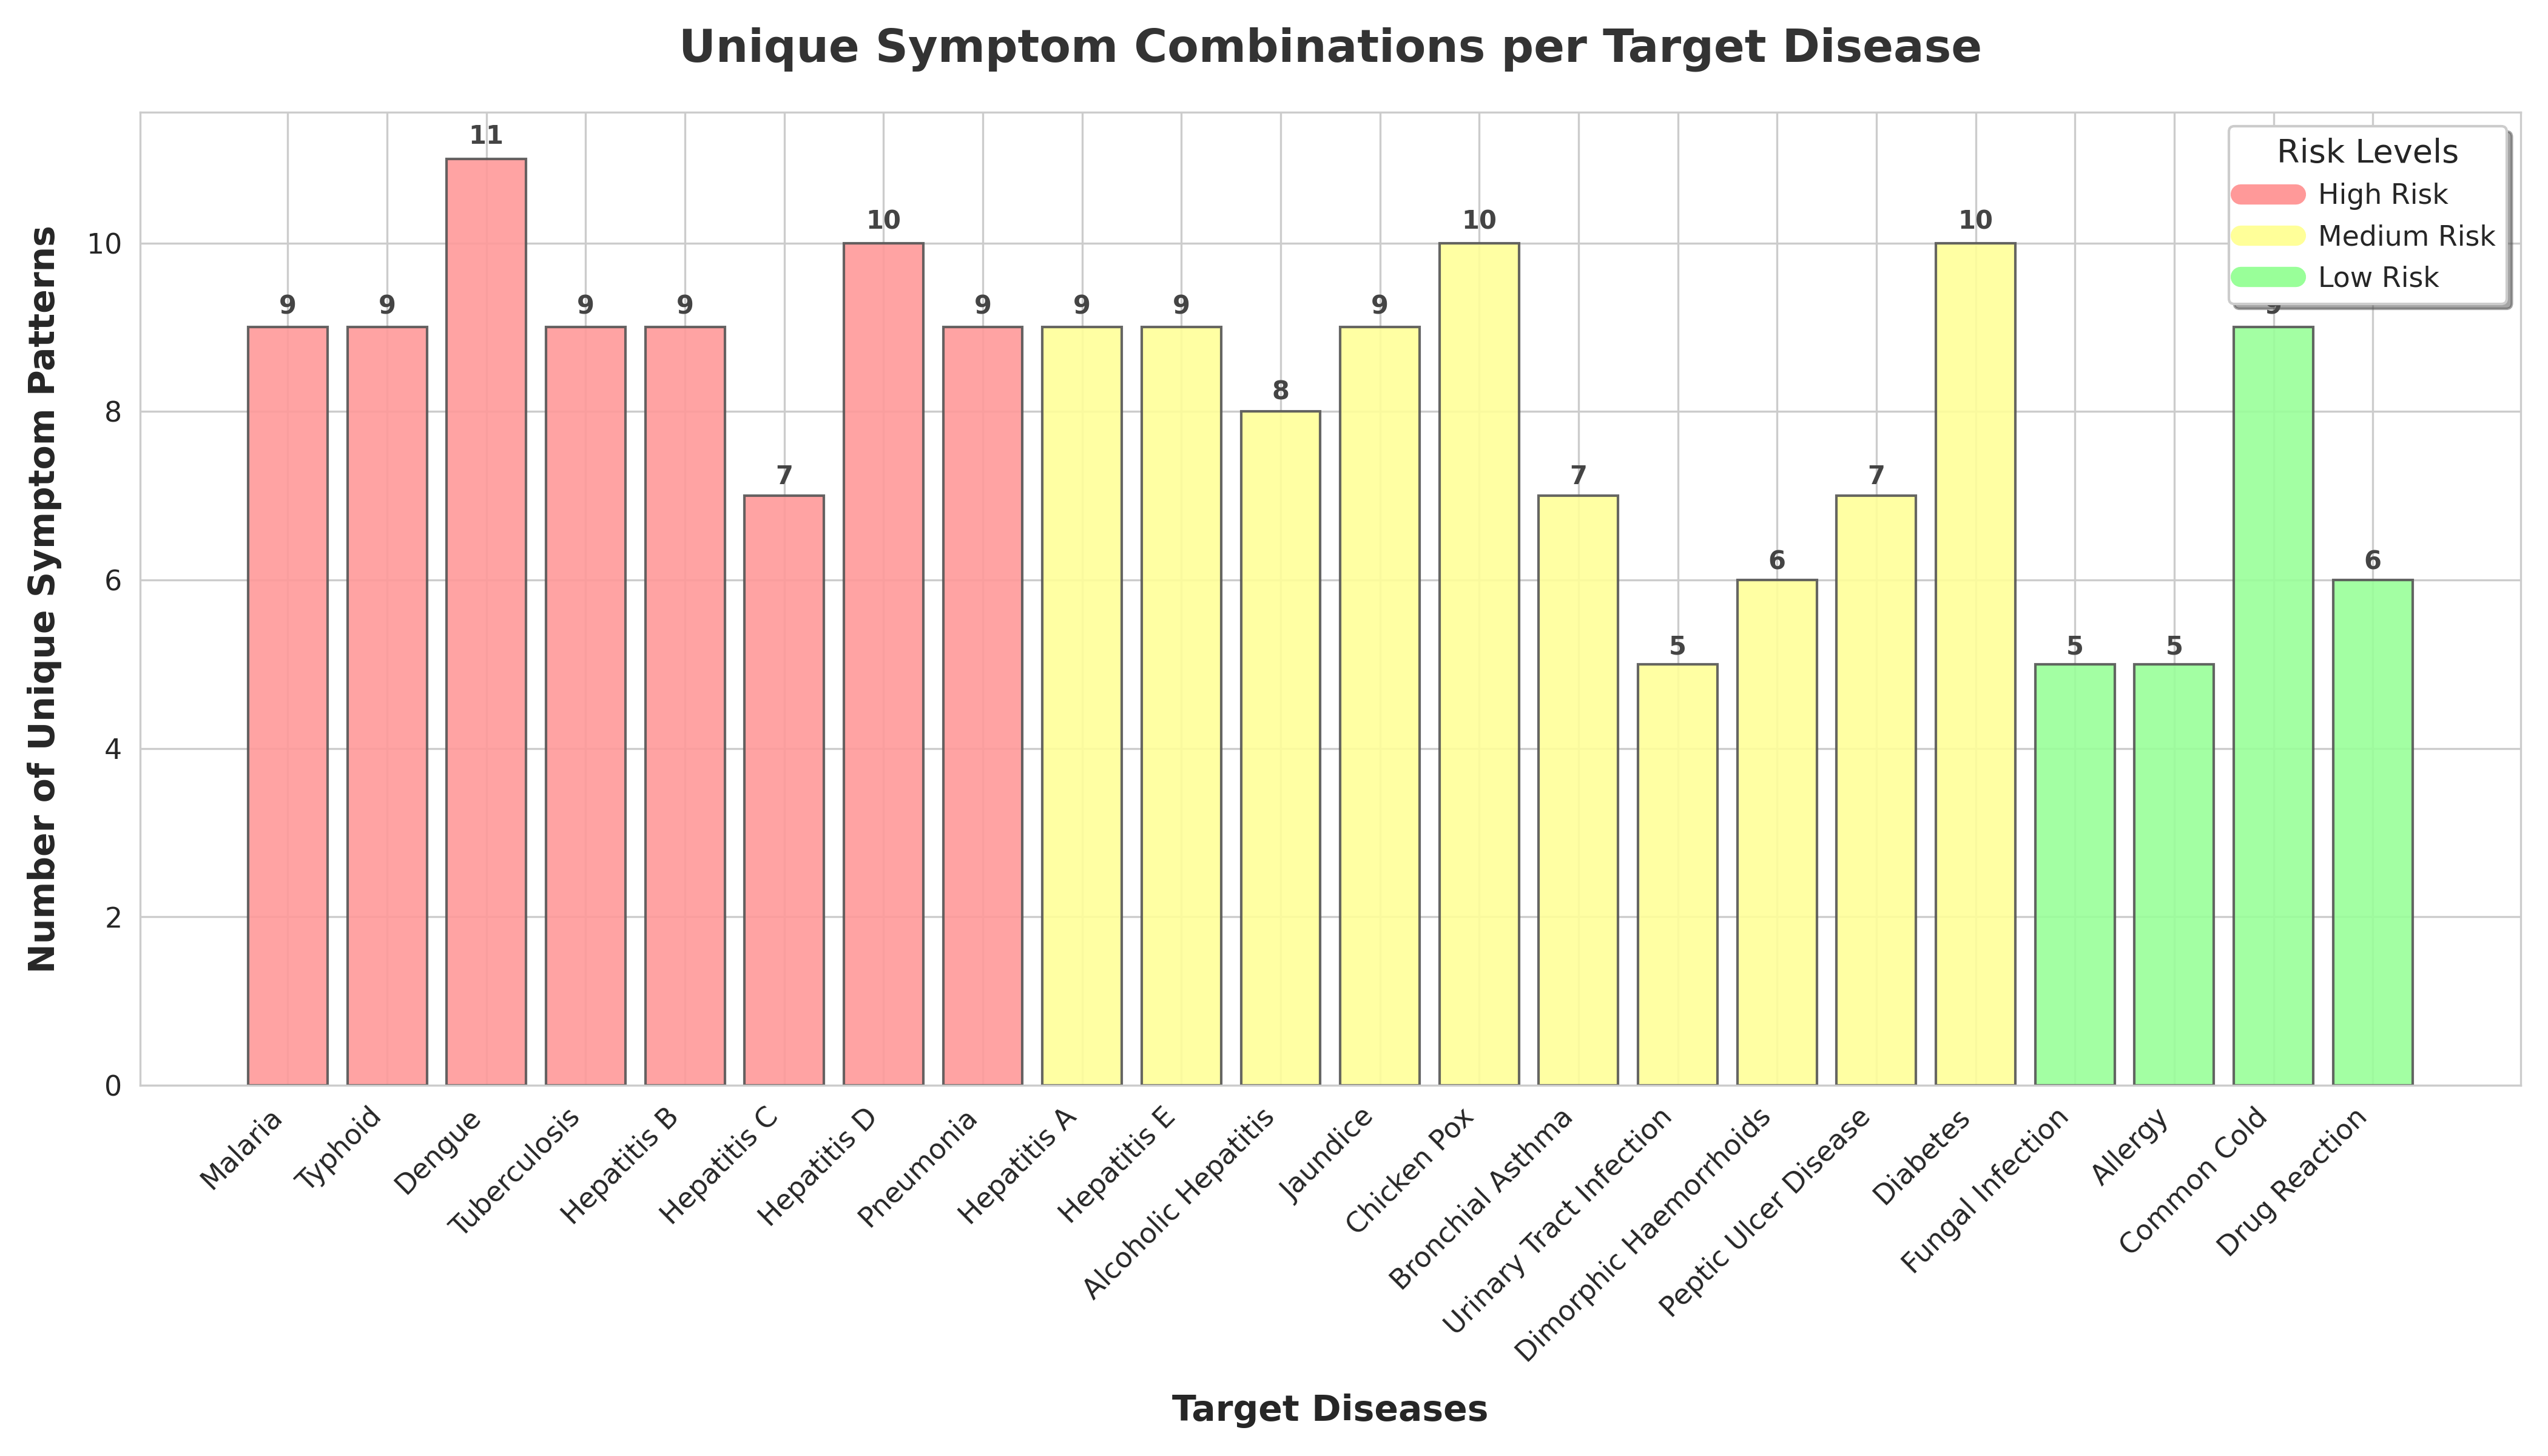 Unique Symptom Combinations per Target Disease
Number of Unique Symptom Patterns
10
8
6
4
2
0
9
9
11
9
9
7
10
9
9
9
8
9
10
7
5
6
7
10
5
5
9
6
Risk Levels
High Risk
Medium Risk
Low Risk
Malaria
Typhoid
Dengue
Tuberculosis
Hepatitis B
Hepatitis C
Hepatitis D
Pneumonia
Hepatitis A
Hepatitis E
Alcoholic Hepatitis
Jaundice
Chicken Pox
Bronchial Asthma
Urinary Tract Infection
Dimorphic Haemorrhoids
Peptic Ulcer Disease
Diabetes
Fungal Infection
Allergy
Common Cold
Drug Reaction
Target Diseases